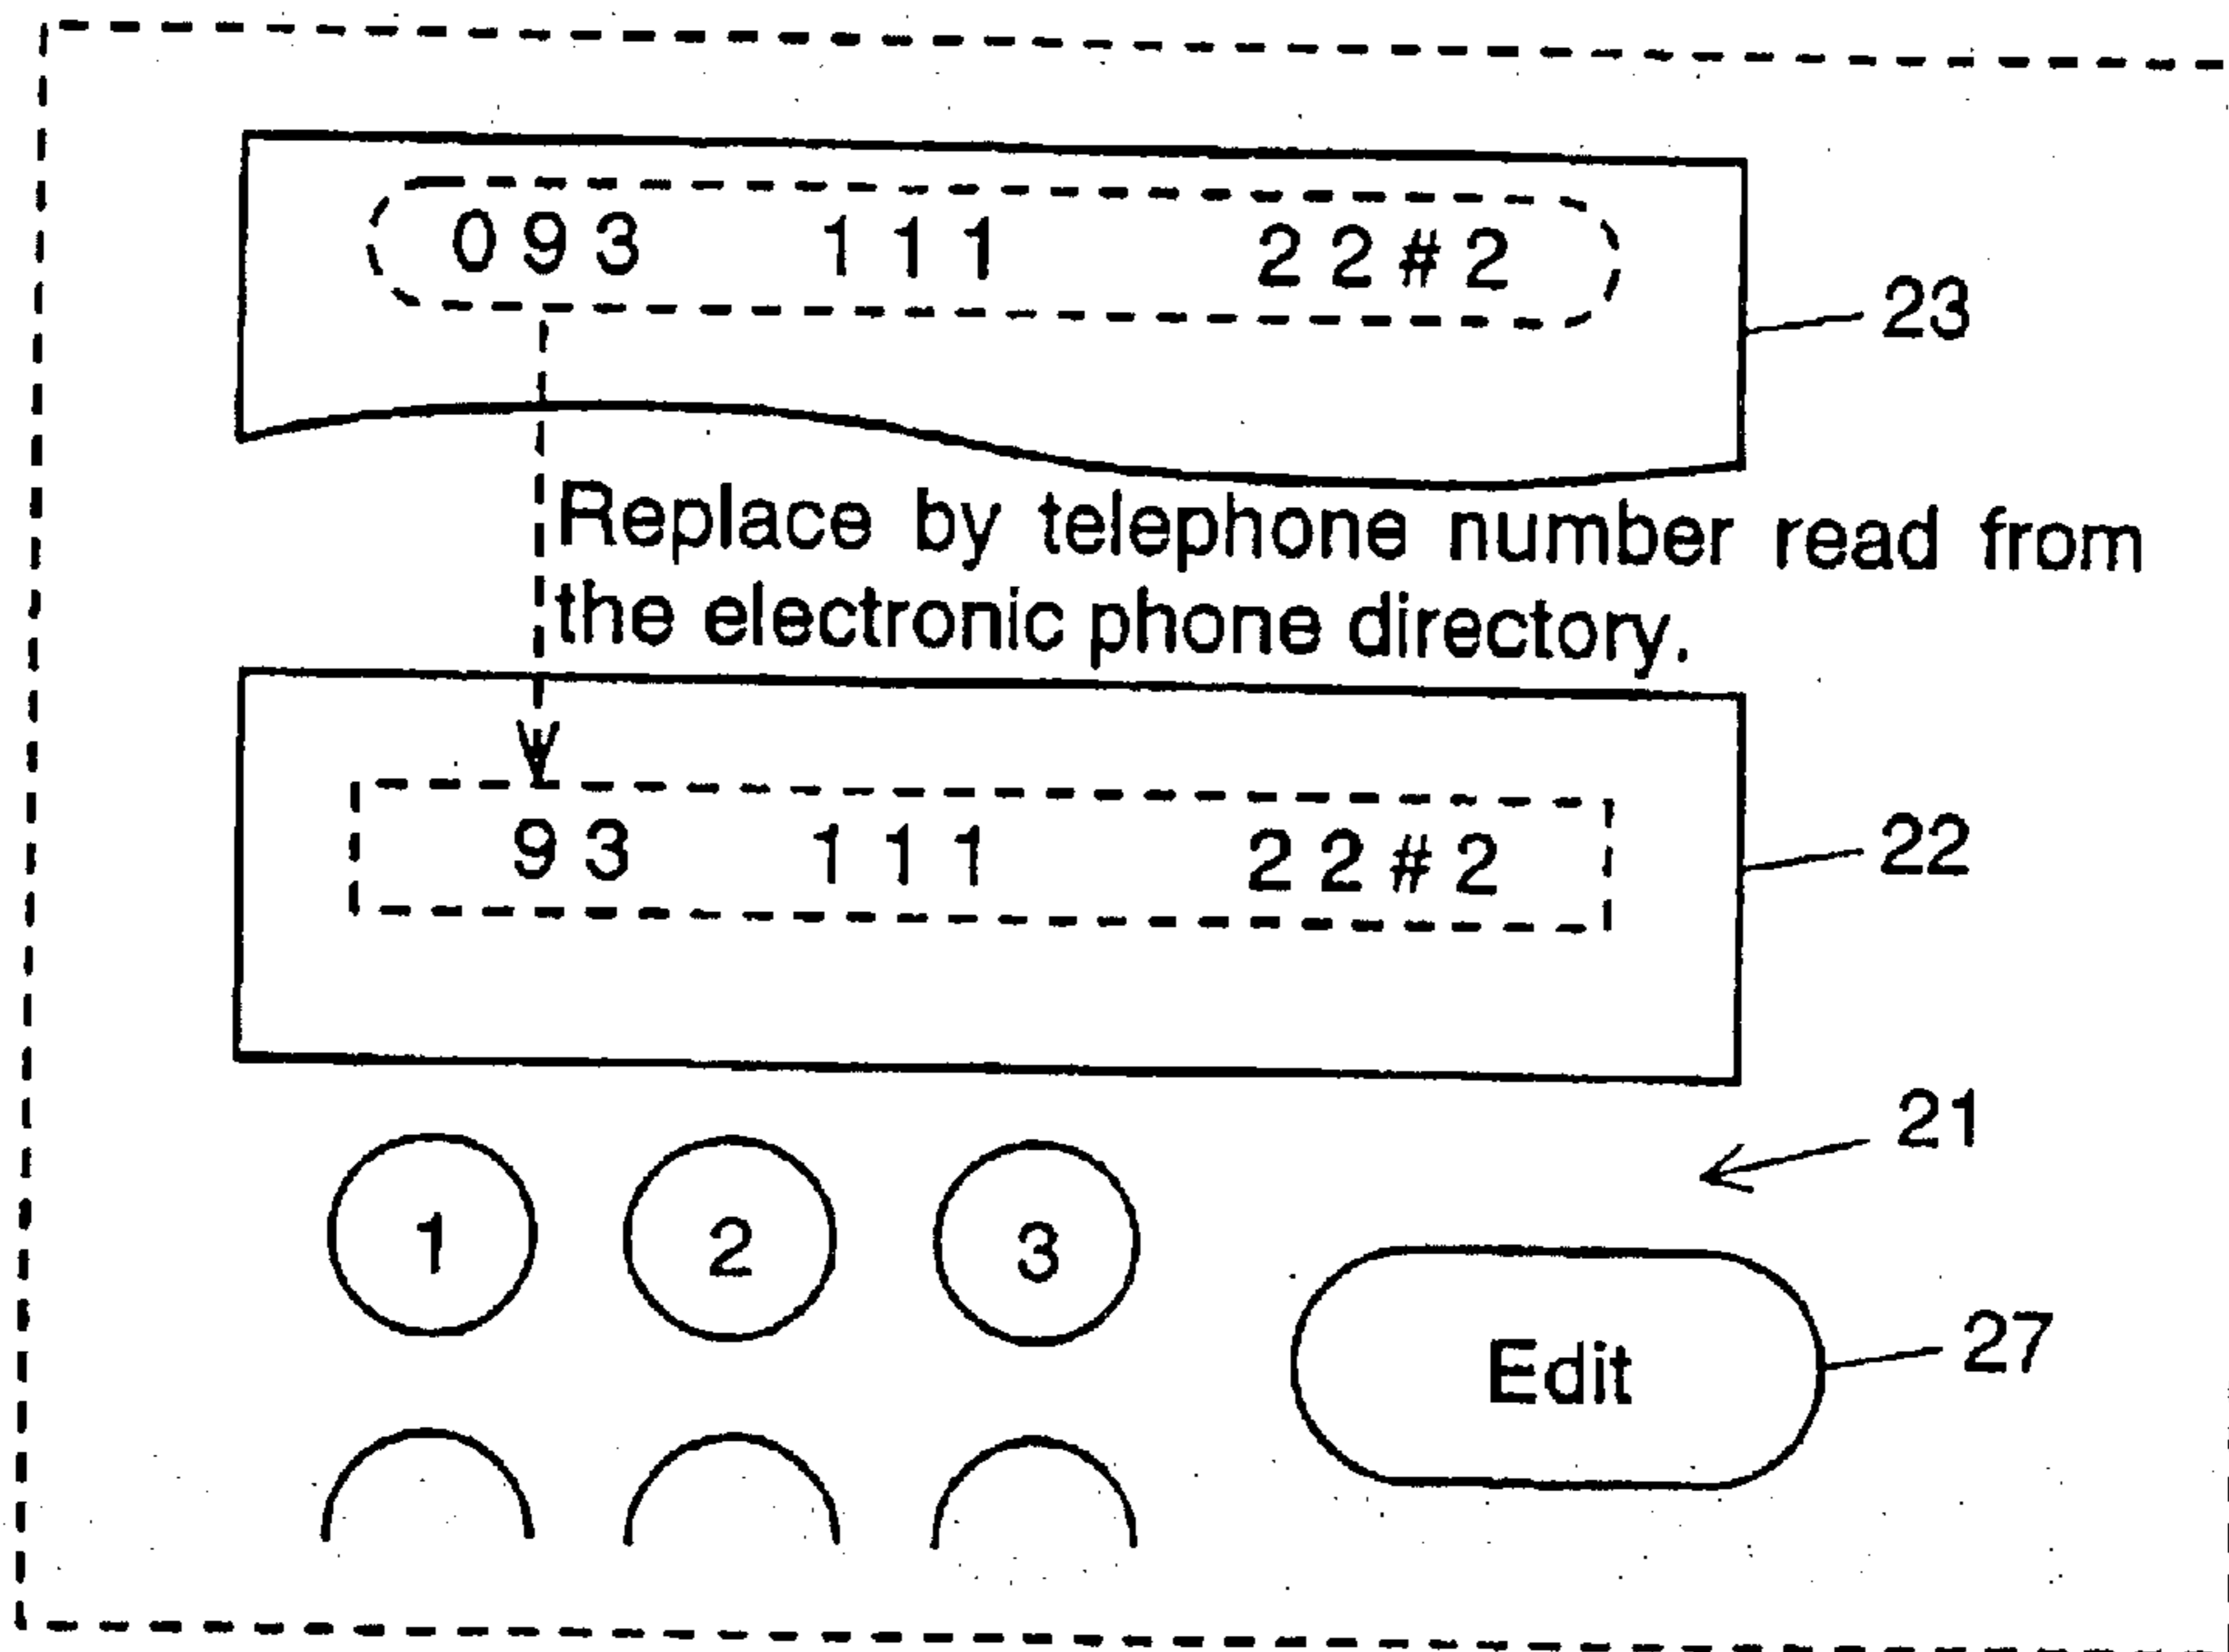 093 111 22#2
23
Replace by telephone number read from
the electronic phone directory.
93 111 22#2
22
21
1 2 3
Edit
27